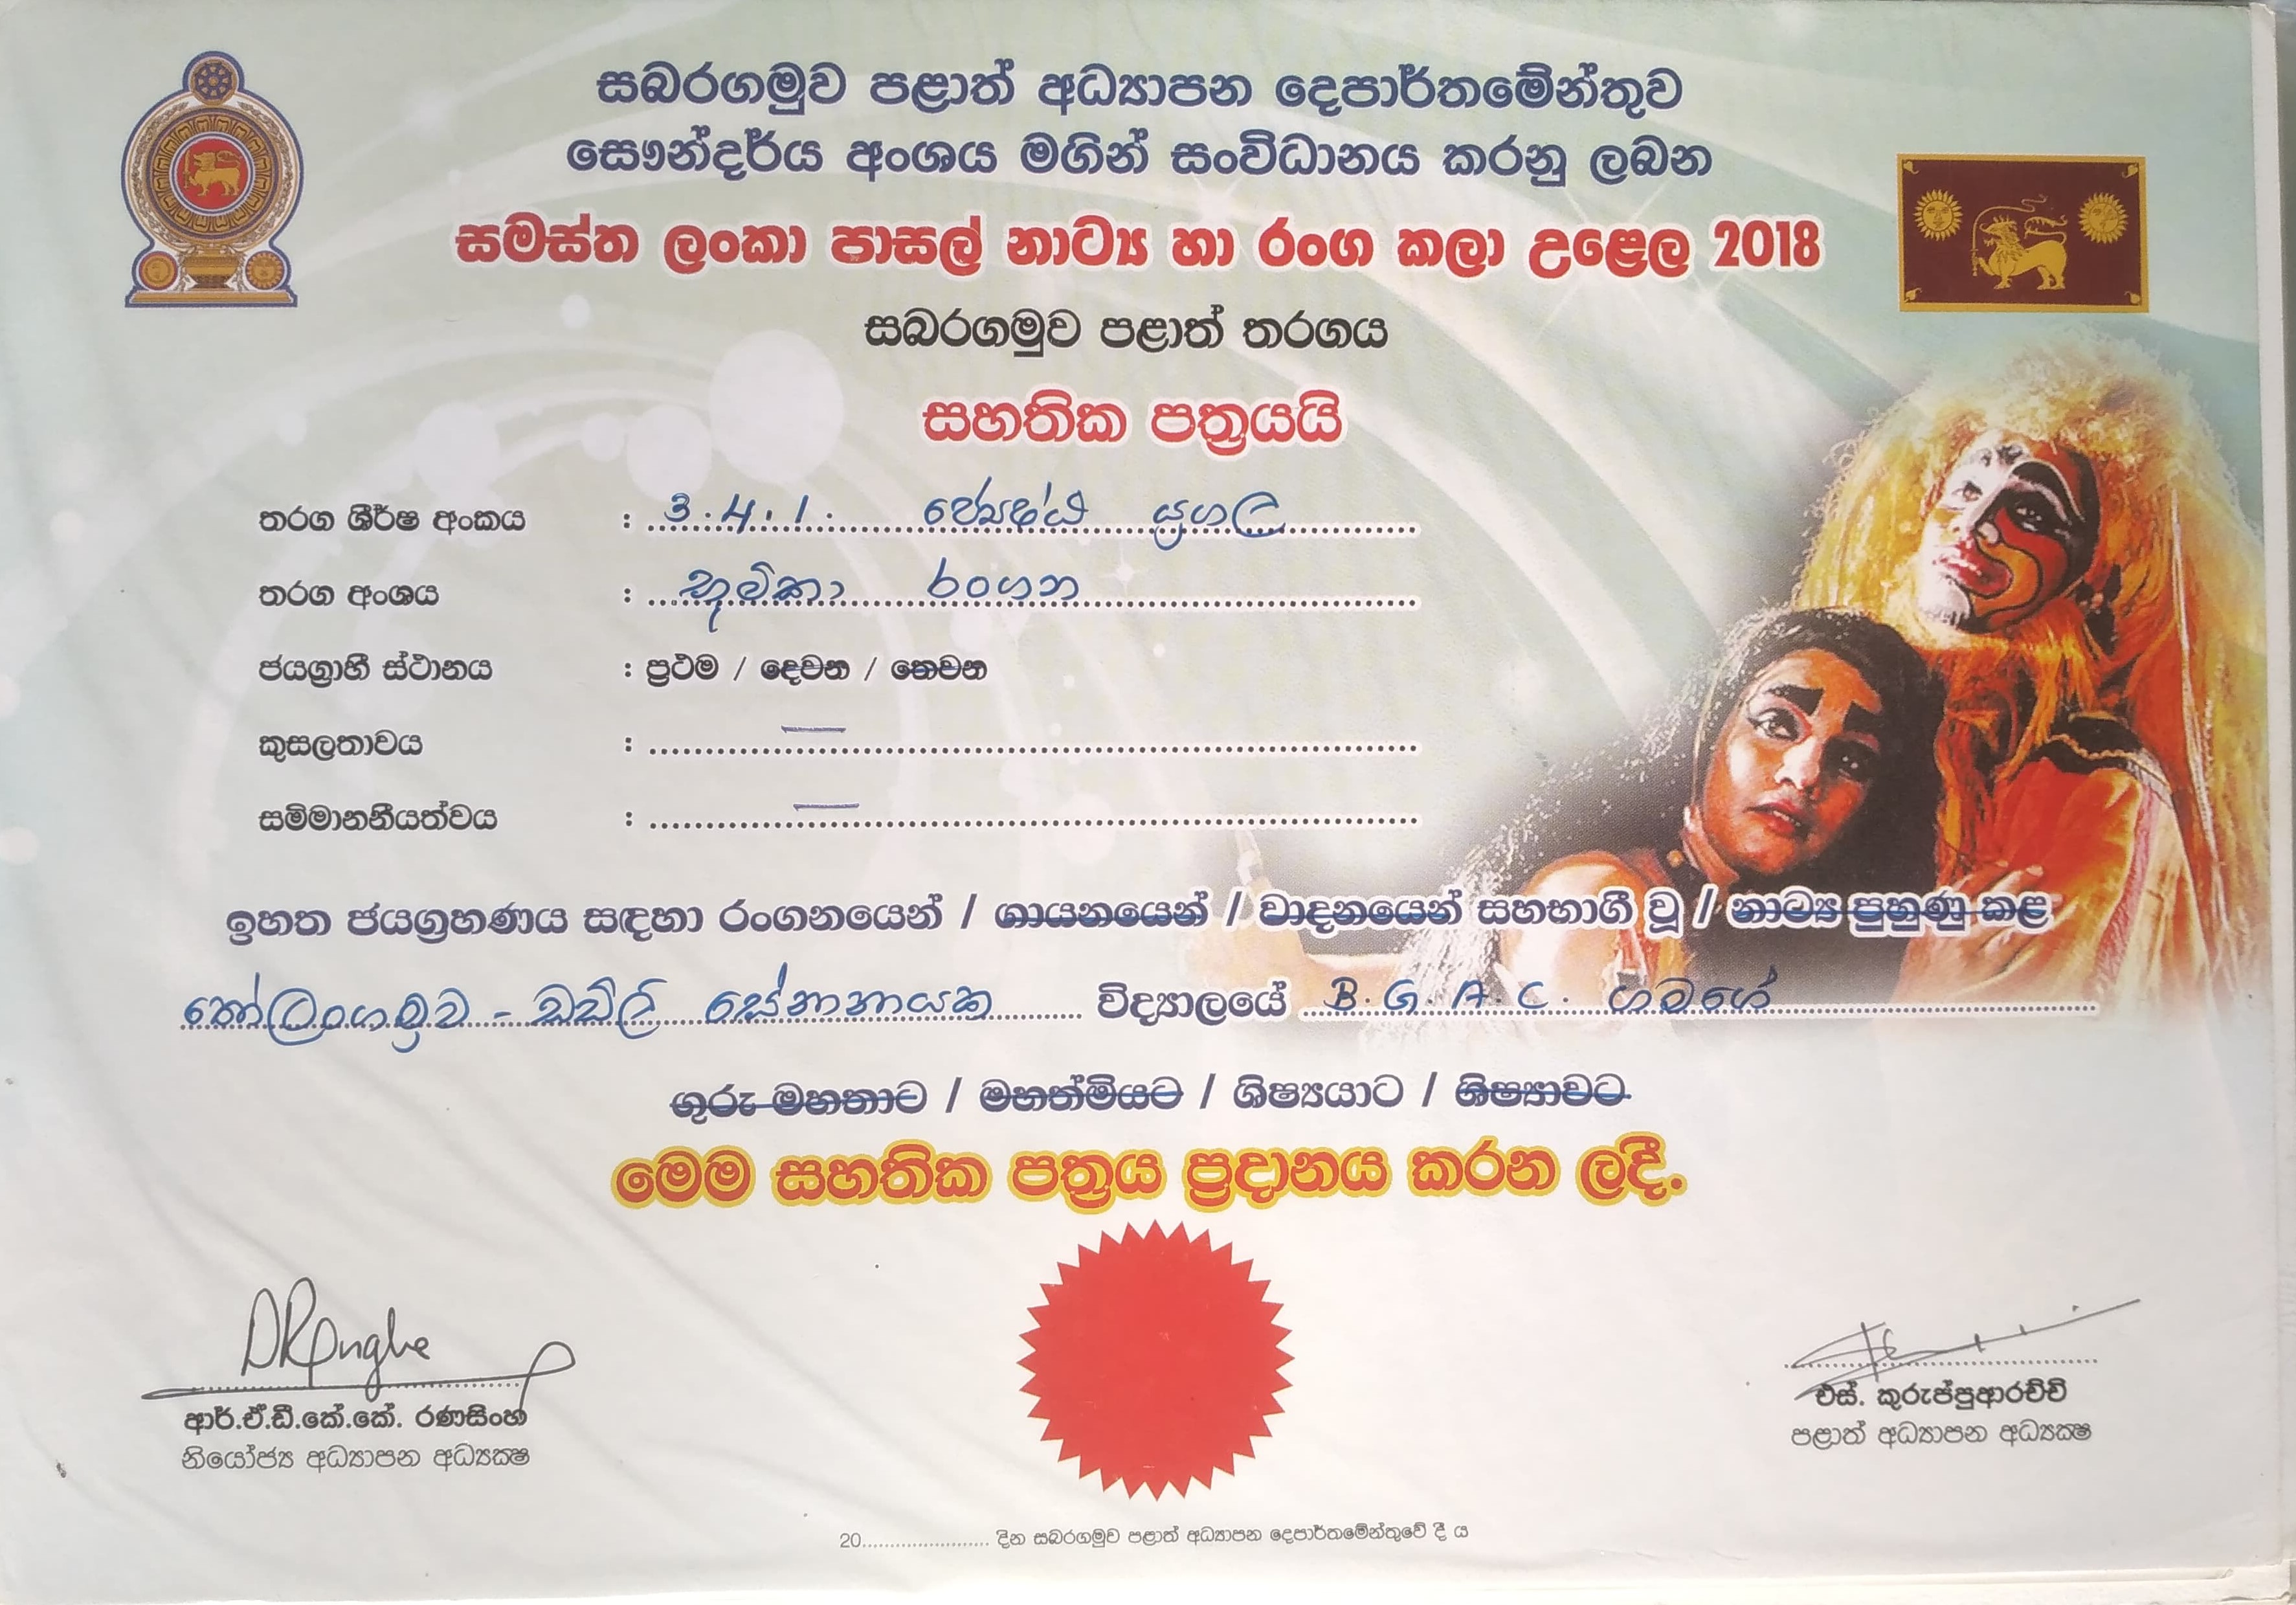 සබරගමුව පළාත් අධ්‍යාපන දෙපාර්තමේන්තුව
සෞන්දර්ය අංශය මගින් සංවිධානය කරනු ලබන
සමස්ත ලංකා පාසල් නාට්‍ය හා රංග කලා උළෙල 2018
සබරගමුව පළාත් තරගය
සහතික පත්‍රයයි
තරග ශීර්ෂ අංකය : 3.4.1. ජ්‍යෙෂ්ඨ යුගල
තරග අංශය : භූමිකා රංගන
ජයග්‍රාහී ස්ථානය : ප්‍රථම / දෙවන / තෙවන
කුසලතාවය : —
සම්මානනීයත්වය : —
ඉහත ජයග්‍රහණය සඳහා රංගනයෙන් / ගායනයෙන් / වාදනයෙන් සහභාගී වූ / නාට්‍ය පුහුණු කළ
තෝලංගමුව - ඩඩ්ලි සේනානායක විද්‍යාලයේ B.G.A.C. ගමගේ
ගුරු මහතාට / මහත්මියට / ශිෂ්‍යයාට / ශිෂ්‍යාවට
මෙම සහතික පත්‍රය ප්‍රදානය කරන ලදී.
ආර්.ඒ.ඩී.කේ.කේ. රණසිංහ
නියෝජ්‍ය අධ්‍යාපන අධ්‍යක්ෂ
එස්. කුරුප්පුආරච්චි
පළාත් අධ්‍යාපන අධ්‍යක්ෂ
20....................... දින සබරගමුව පළාත් අධ්‍යාපන දෙපාර්තමේන්තුවේ දී ය